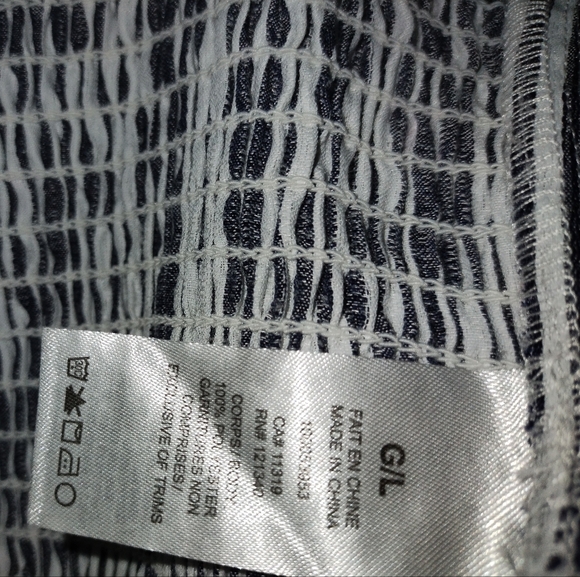 G/L
FAIT EN CHINE
MADE IN CHINA
CA# 11319
RN# 121340
CORPS / BODY
100% POLYESTER
GARNITURES NON
COMPRISES/
EXCLUSIVE OF TRIMS